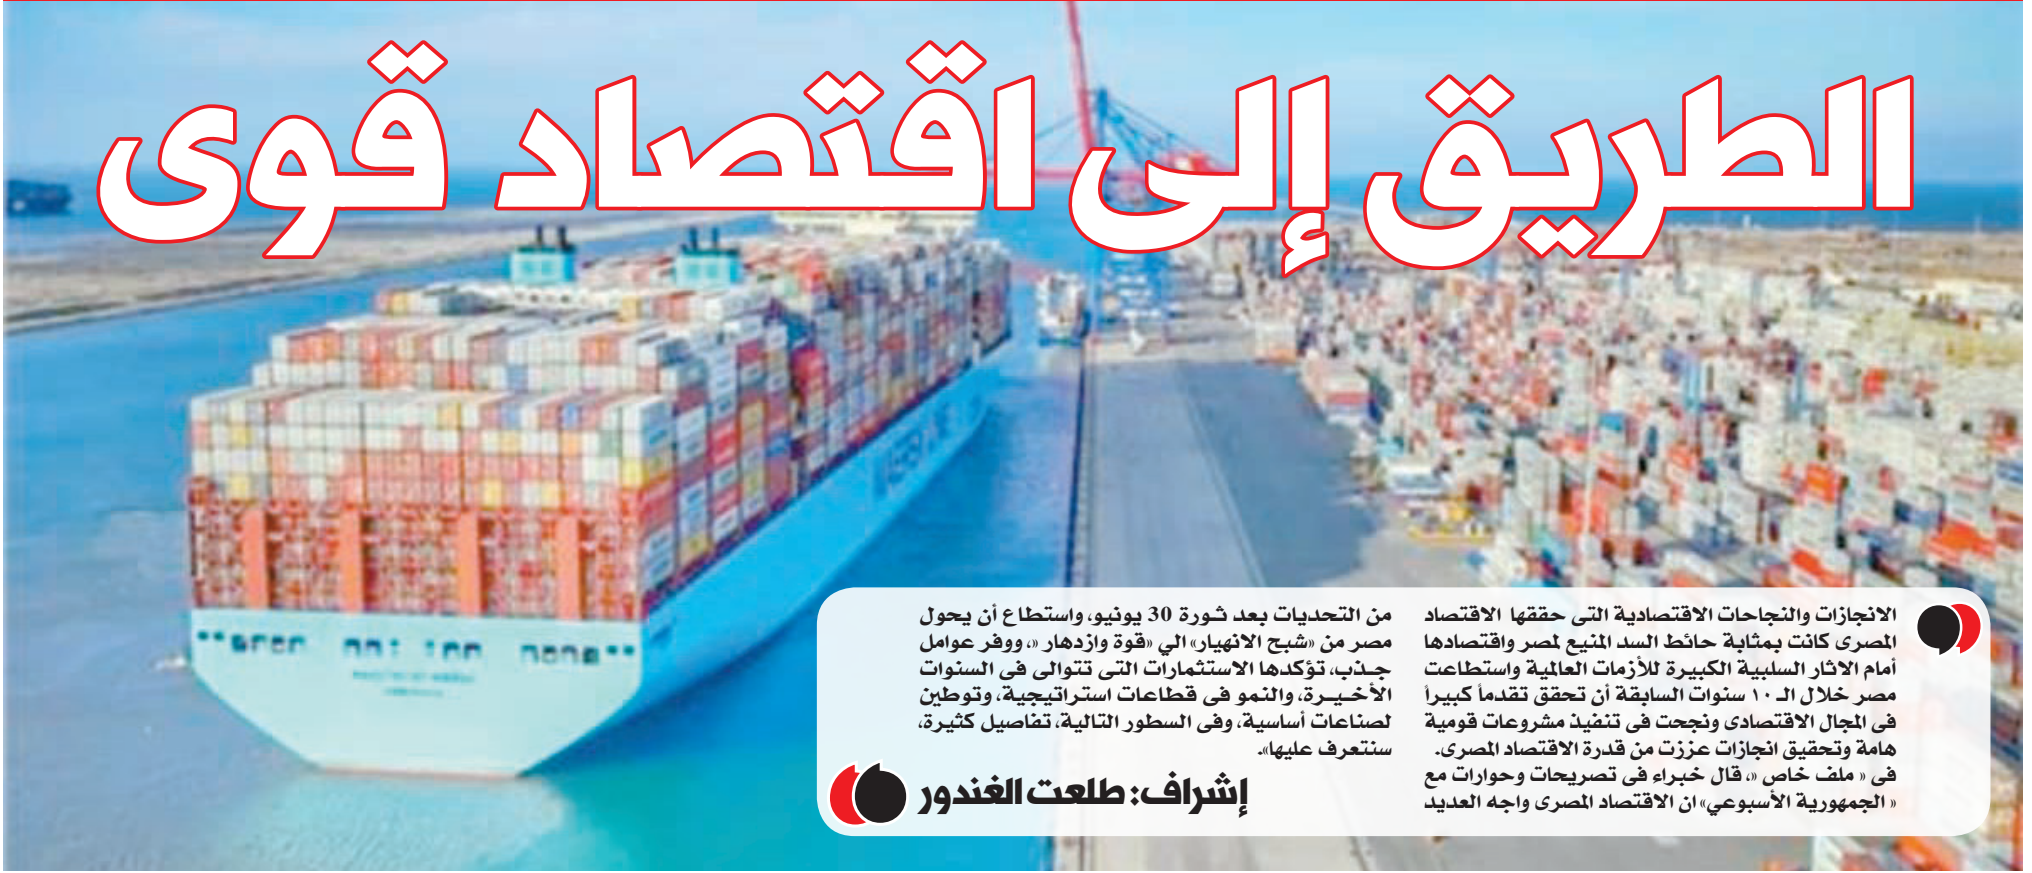 الطريق إلى اقتصاد قوى
الانجازات والنجاحات الاقتصادية التى حققها الاقتصاد
المصرى كانت بمثابة حائط السد المنيع لمصر واقتصادها
أمام الاثار السلبية الكبيرة للأزمات العالمية واستطاعت
مصر خلال الـ ١٠ سنوات السابقة أن تحقق تقدماً كبيراً
فى المجال الاقتصادى ونجحت فى تنفيذ مشروعات قومية
هامة وتحقيق انجازات عززت من قدرة الاقتصاد المصرى.
فى « ملف خاص «، قال خبراء فى تصريحات وحوارات مع
« الجمهورية الأسبوعي» ان الاقتصاد المصرى واجه العديد
من التحديات بعد ثورة 30 يونيو، واستطاع أن يحول
مصر من «شبح الانهيار» الي «قوة وازدهار «، ووفر عوامل
جذب، تؤكدها الاستثمارات التى تتوالى فى السنوات
الأخيرة، والنمو فى قطاعات استراتيجية، وتوطين
لصناعات أساسية، وفى السطور التالية، تفاصيل كثيرة،
سنتعرف عليها».
إشراف: طلعت الغندور